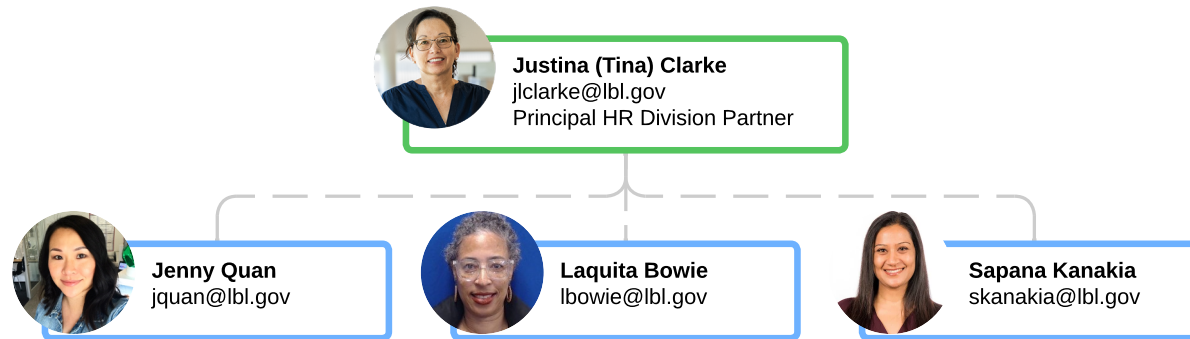 Justina (Tina) Clarke
jlclarke@lbl.gov
Principal HR Division Partner
Jenny Quan
jquan@lbl.gov
Laquita Bowie
lbowie@lbl.gov
Sapana Kanakia
skanakia@lbl.gov